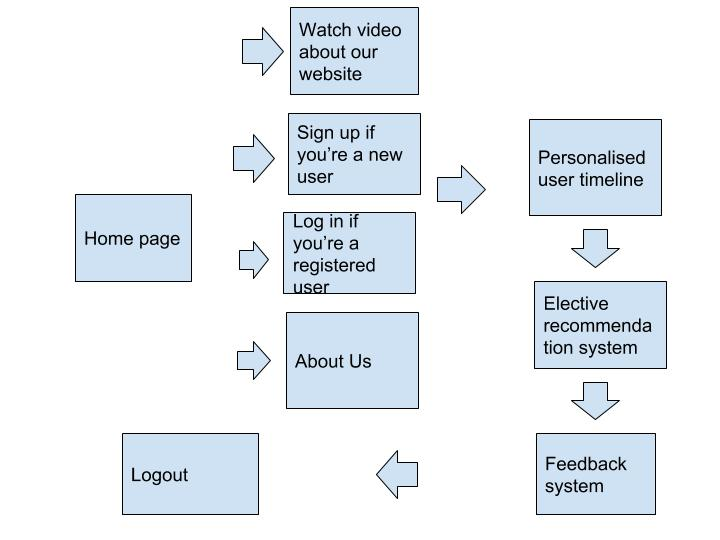 Watch video
about our
website
Sign up if
you’re a new
user
Personalised
user timeline
Home page
Log in if
you’re a
registered
user
Elective
recommenda
tion system
About Us
Logout
Feedback
system